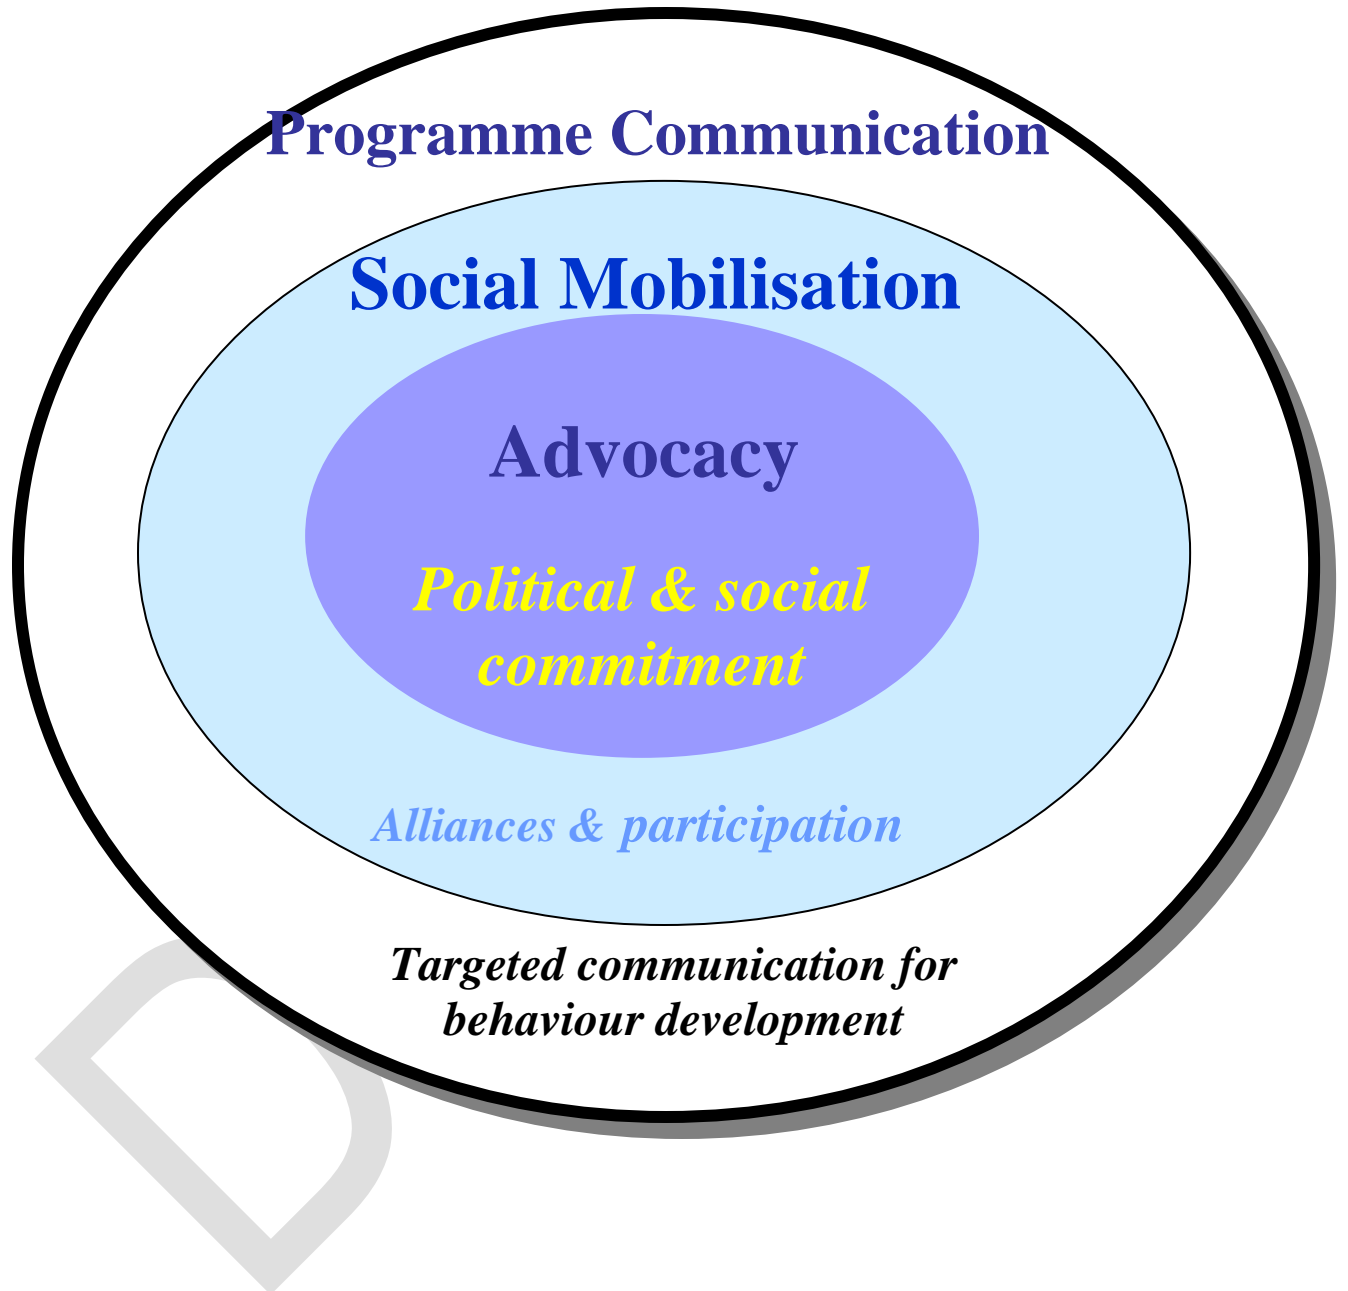 Programme Communication
Social Mobilisation
Advocacy
Political & social
commitment
Alliances & participation
Targeted communication for
behaviour development
D